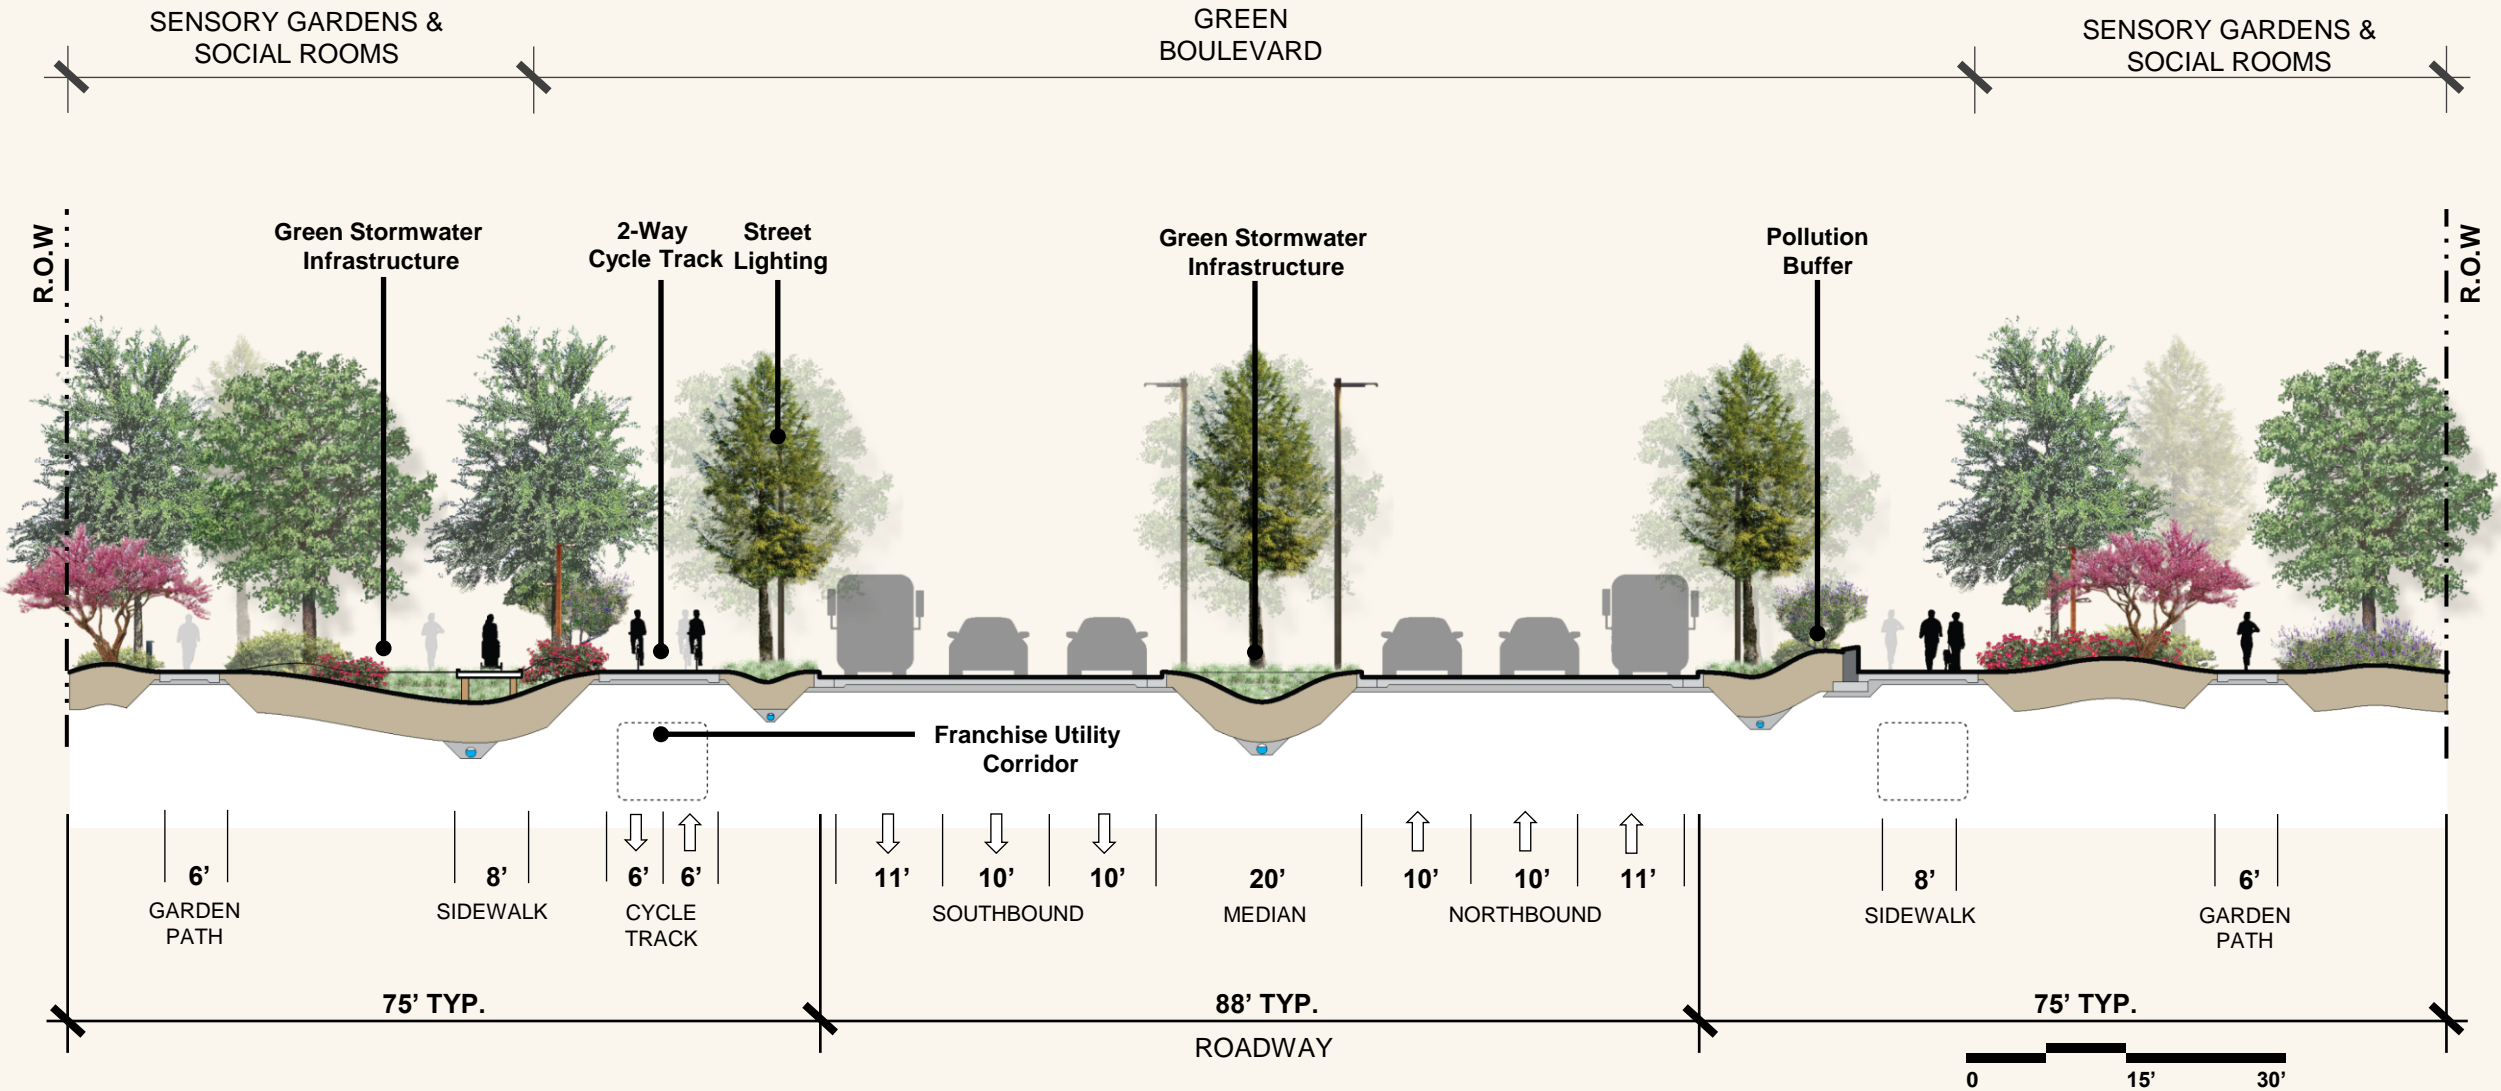 SENSORY GARDENS &
SOCIAL ROOMS
GREEN
BOULEVARD
SENSORY GARDENS &
SOCIAL ROOMS
R.O.W
Green Stormwater
Infrastructure
2-Way
Cycle Track
Street
Lighting
Green Stormwater
Infrastructure
Pollution
Buffer
R.O.W
Franchise Utility
Corridor
6’
GARDEN
PATH
8’
SIDEWALK
6’ 6’
CYCLE
TRACK
11’ 10’ 10’
SOUTHBOUND
20’
MEDIAN
10’ 10’ 11’
NORTHBOUND
8’
SIDEWALK
6’
GARDEN
PATH
75’ TYP.
88’ TYP.
75’ TYP.
ROADWAY
0 15’ 30’